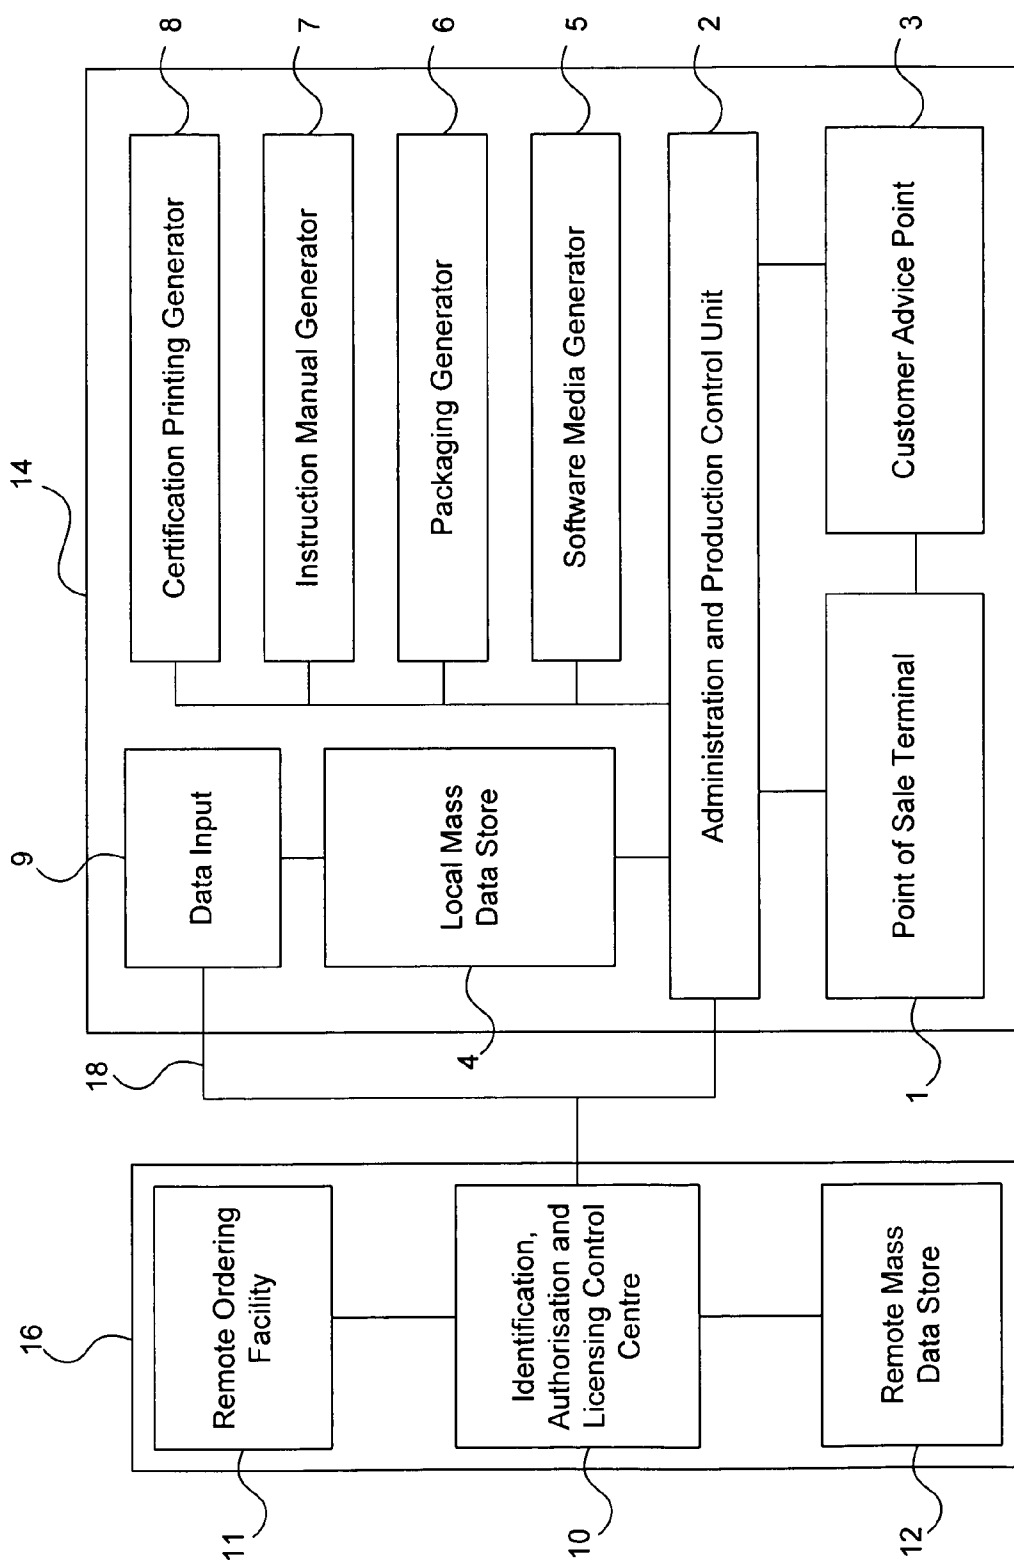 16
11
Remote Ordering
Facility
10
Identification,
Authorisation and
Licensing Control
Centre
12
Remote Mass
Data Store
18
14
9
Data Input
4
Local Mass
Data Store
8
Certification Printing Generator
7
Instruction Manual Generator
6
Packaging Generator
5
Software Media Generator
2
Administration and Production Control Unit
1
Point of Sale Terminal
3
Customer Advice Point